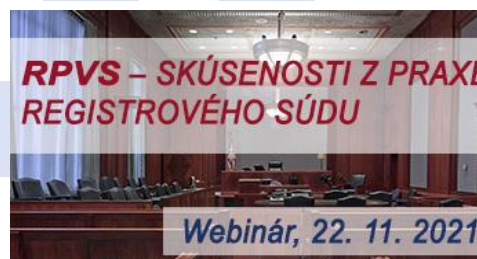 RPVS – SKÚSENOSTI Z PRAXE
REGISTROVÉHO SÚDU
Webinár, 22. 11. 2021